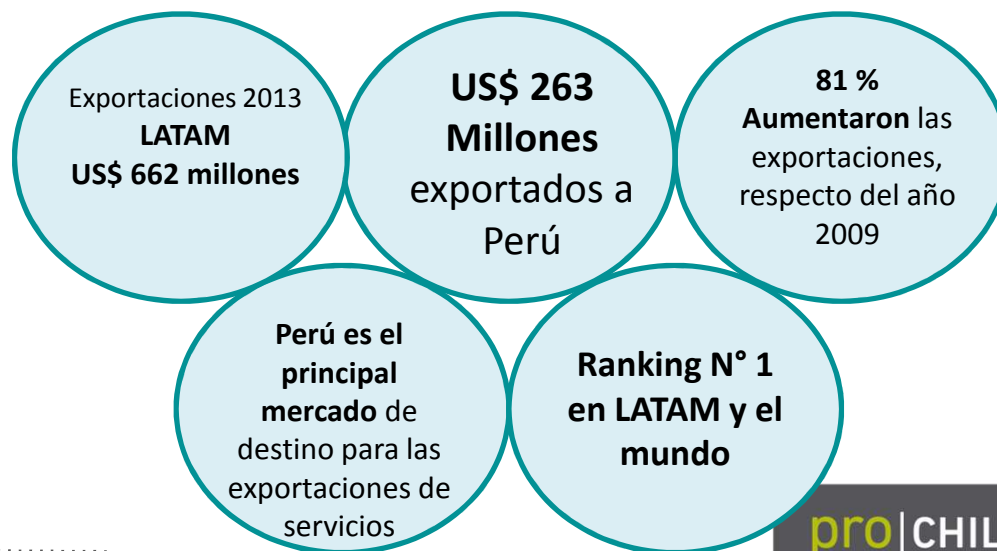 Exportaciones 2013
LATAM
US$ 662 millones
US$ 263
Millones
exportados a
Perú
81 %
Aumentaron las
exportaciones,
respecto del año
2009
Perú es el
principal
mercado de
destino para las
exportaciones de
servicios
Ranking N° 1
en LATAM y el
mundo
pro|CHIL